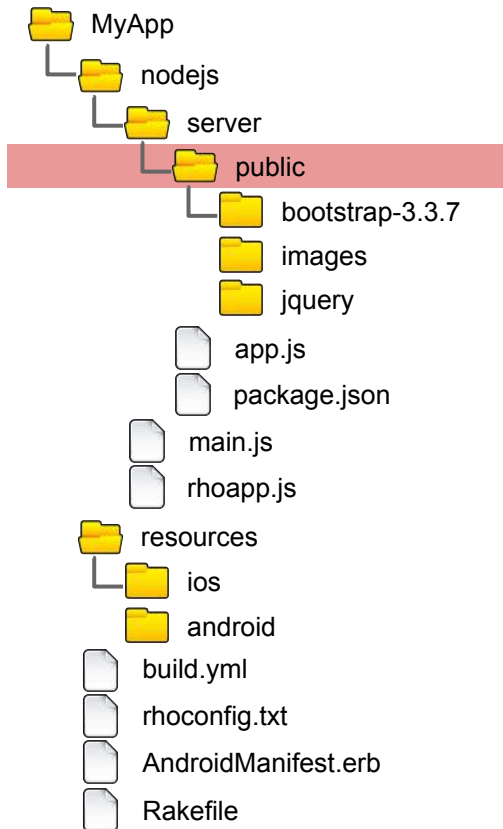 MyApp
nodejs
server
public
bootstrap-3.3.7
images
jquery
app.js
package.json
main.js
rhoapp.js
resources
ios
android
build.yml
rhoconfig.txt
AndroidManifest.erb
Rakefile